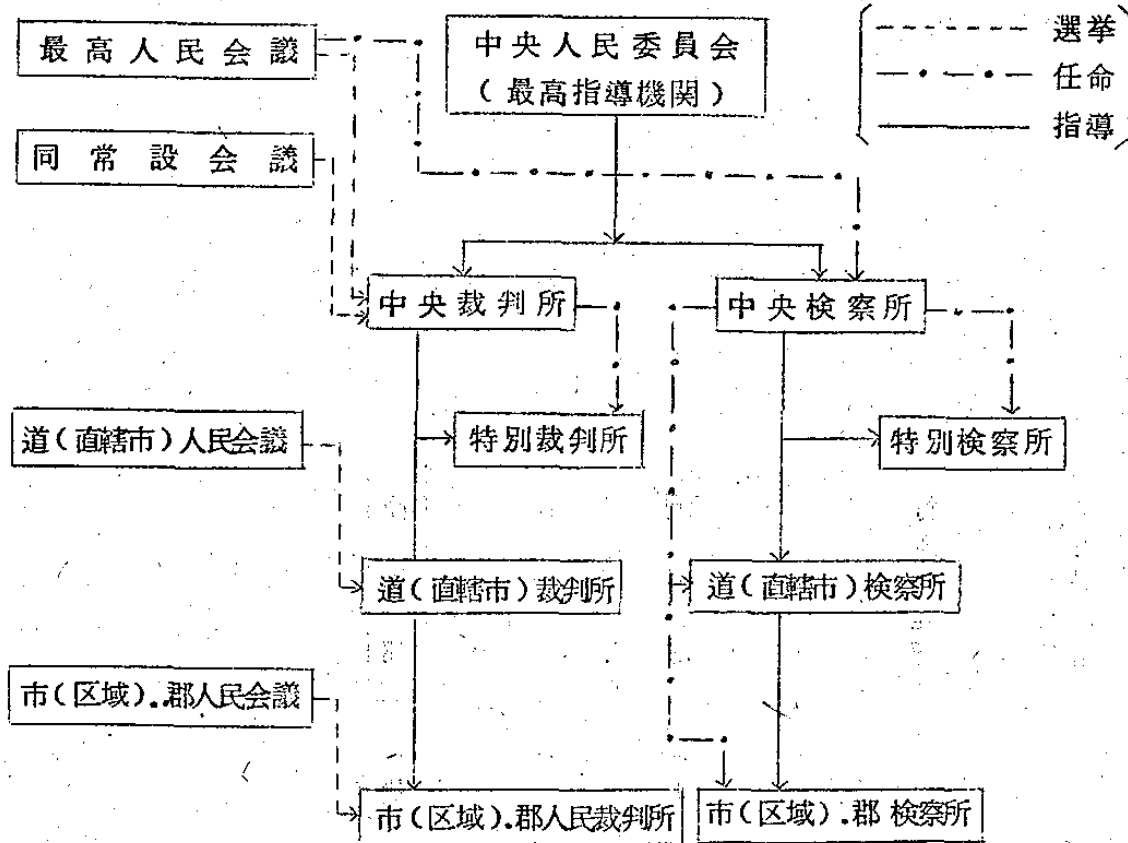 最高人民会議
中央人民委員会
(最高指導機関)
選挙
任命
指導
同常設会議
中央裁判所
中央検察所
道(直轄市)人民会議
特別裁判所
特別検察所
道(直轄市)裁判所
道(直轄市)検察所
市(区域)..郡人民会議
市(区域).郡人民裁判所
市(区域).郡検察所